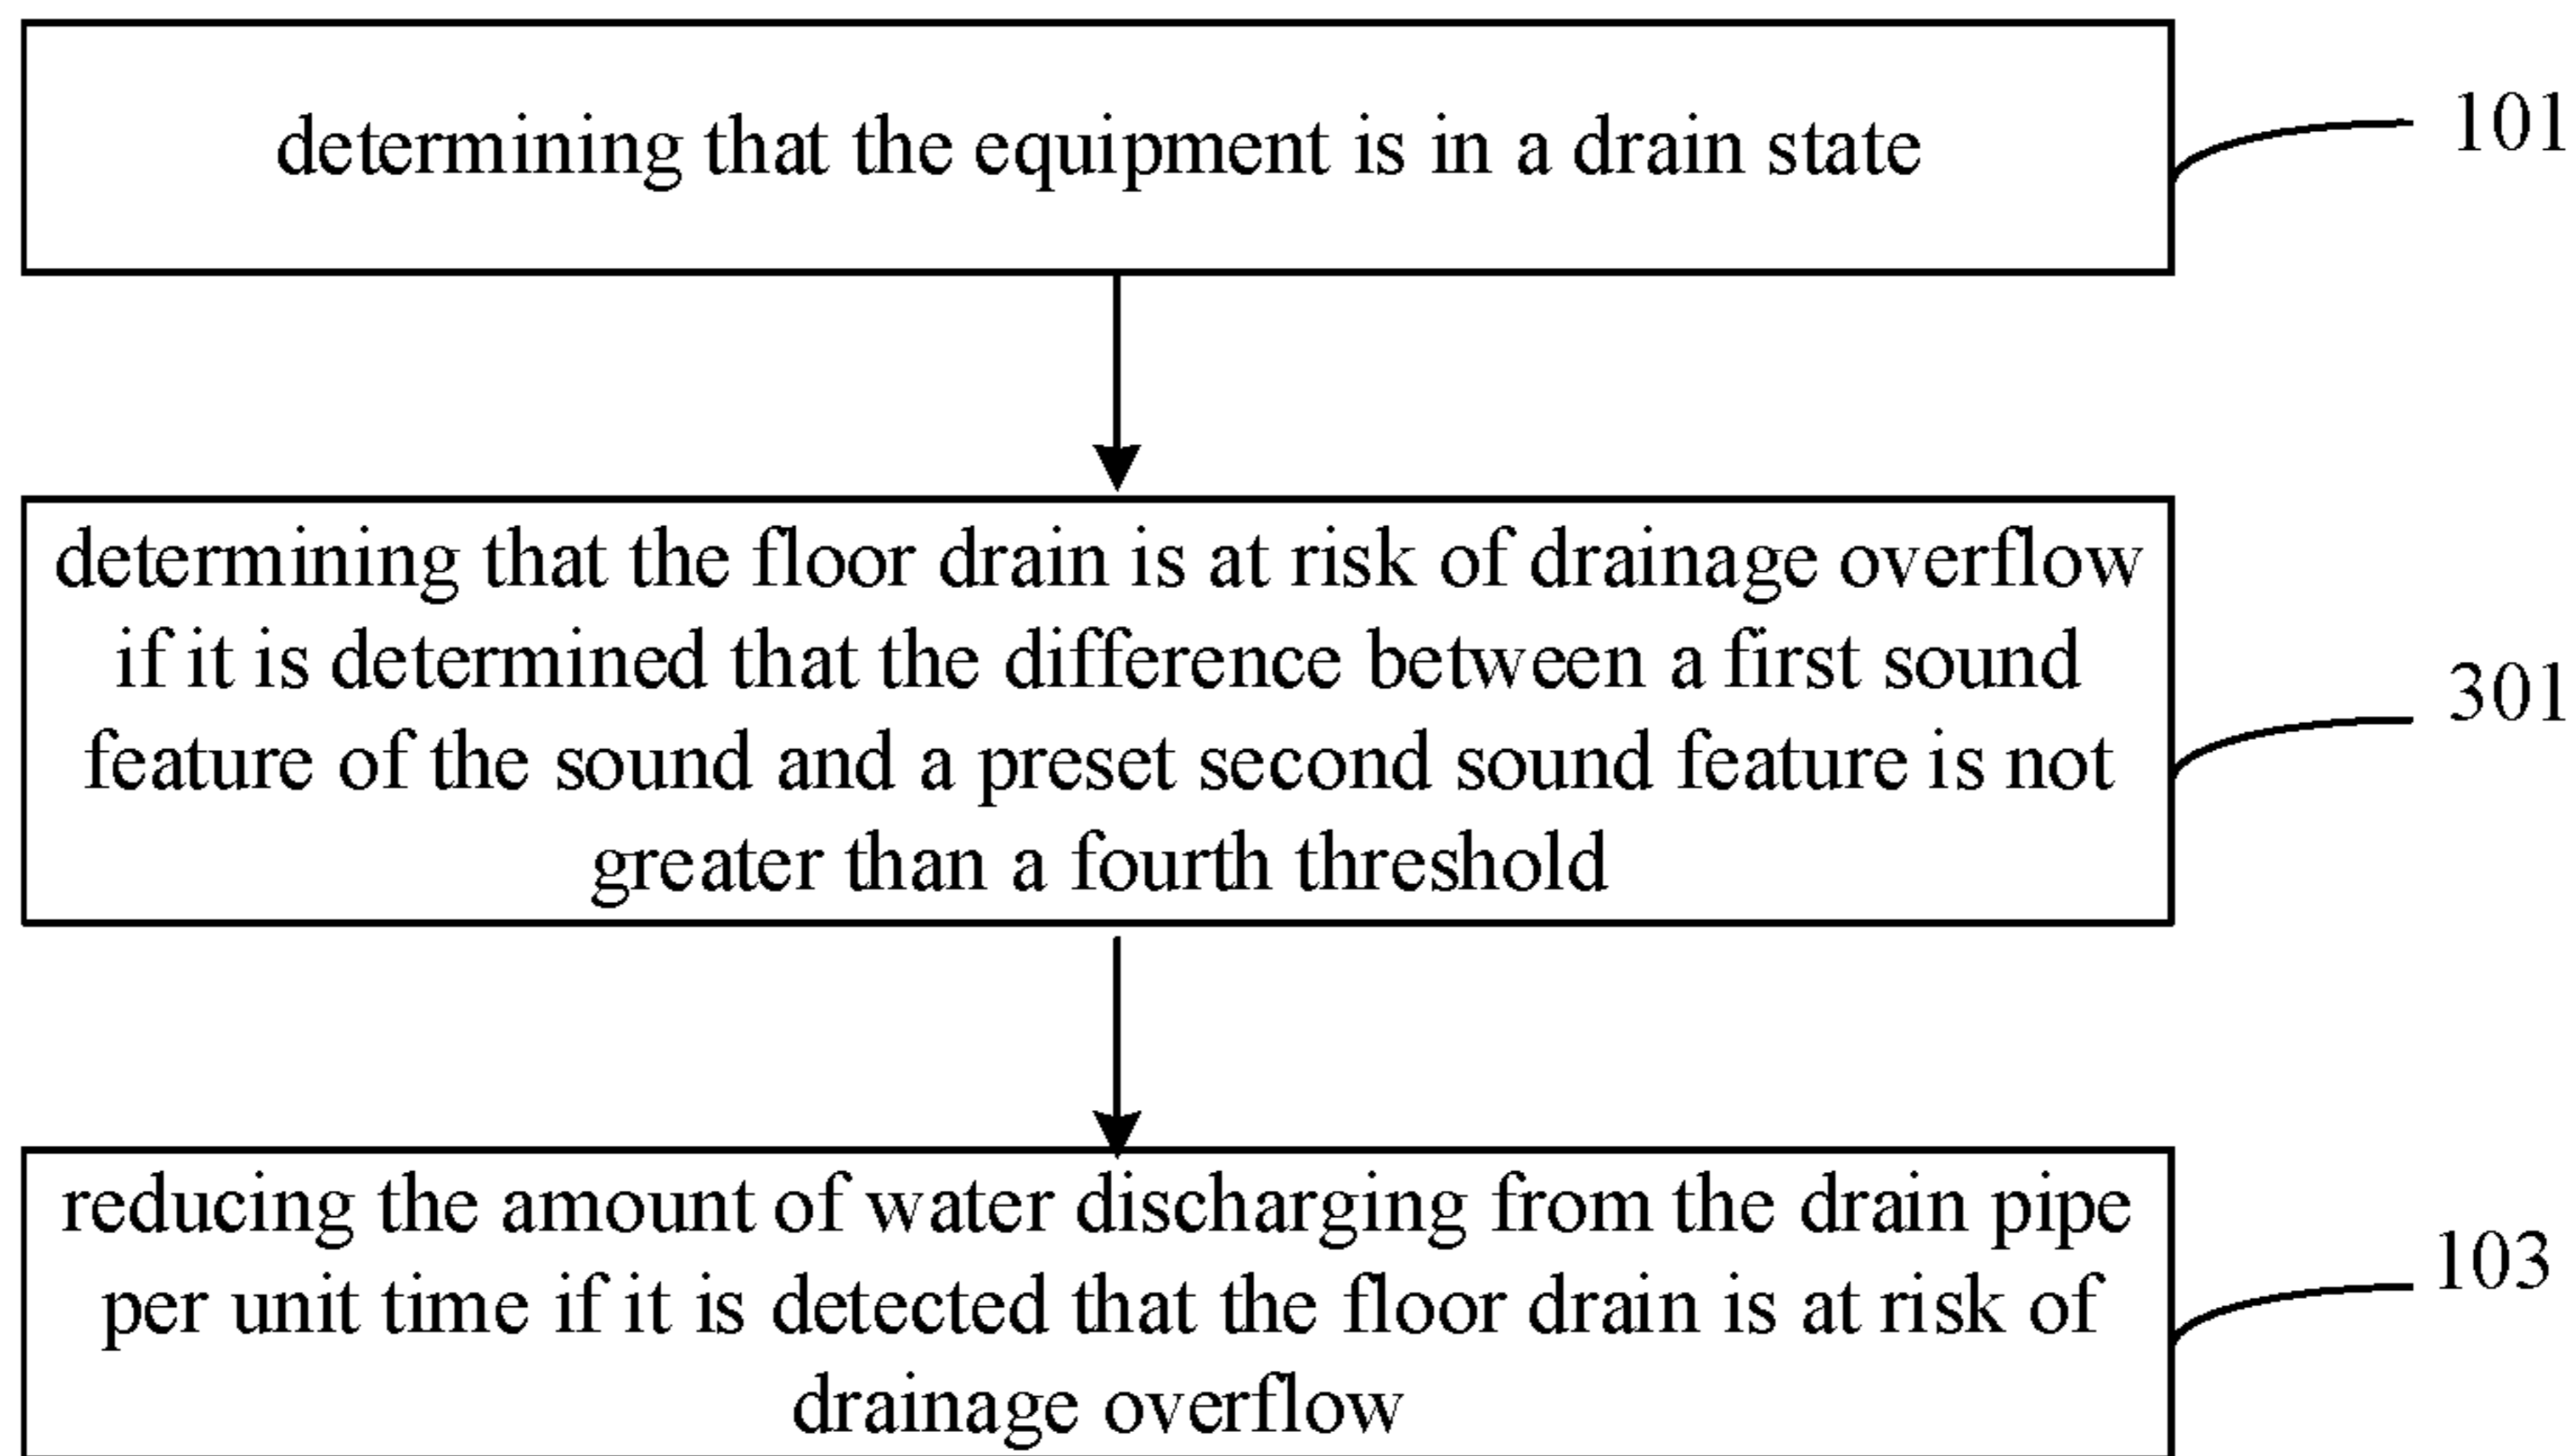 determining that the equipment is in a drain state
101
determining that the floor drain is at risk of drainage overflow
if it is determined that the difference between a first sound
feature of the sound and a preset second sound feature is not
greater than a fourth threshold
301
reducing the amount of water discharging from the drain pipe
per unit time if it is detected that the floor drain is at risk of
drainage overflow
103